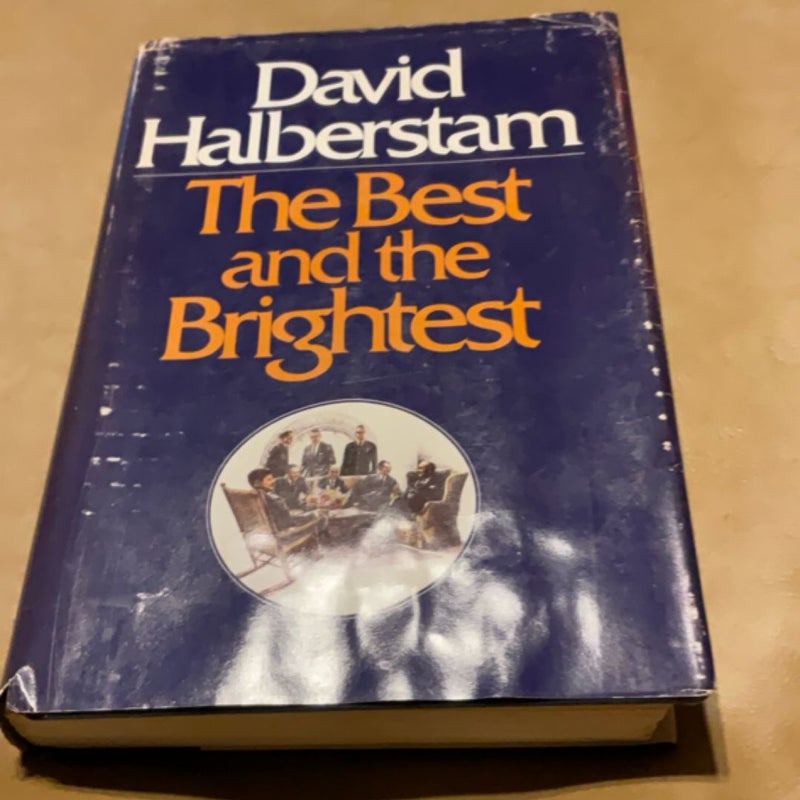 David
Halberstam
The Best
and the
Brightest